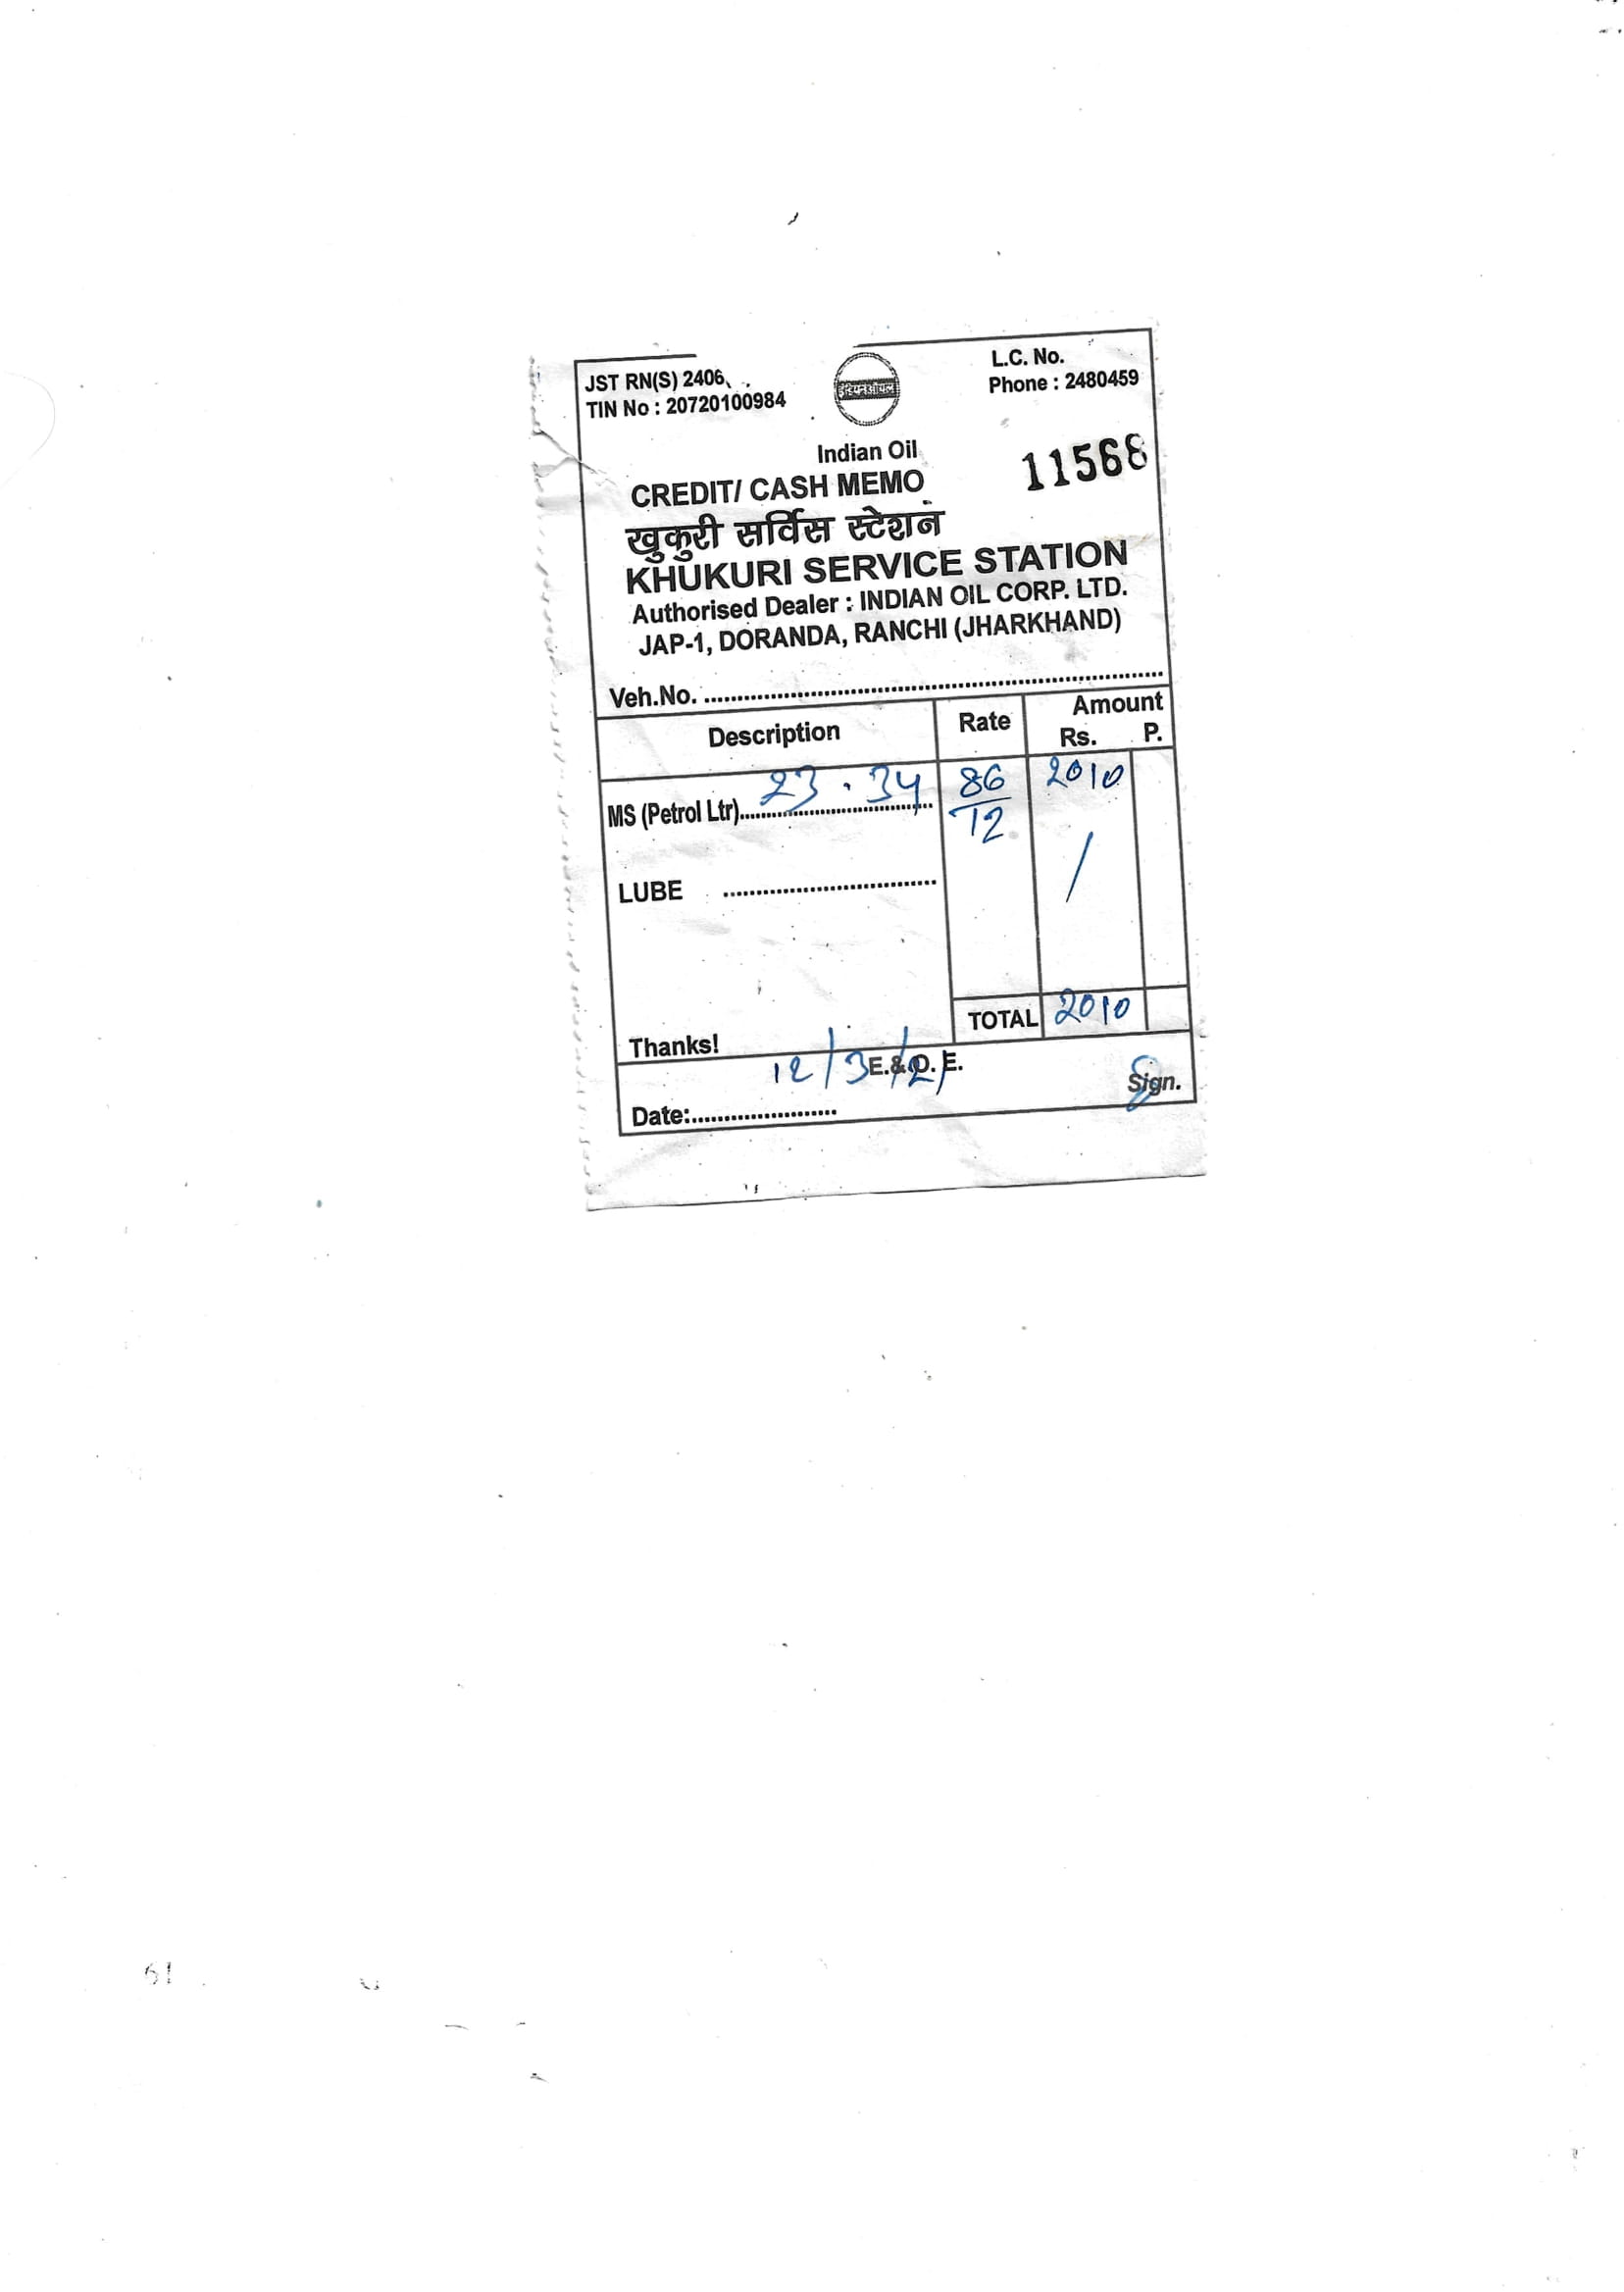 JST RN(S) 2406
TIN No : 20720100984
L.C. No.
Phone : 2480459
इंडियनऑयल
Indian Oil
11568
CREDIT/ CASH MEMO
खुकुरी सर्विस स्टेशन
KHUKURI SERVICE STATION
Authorised Dealer : INDIAN OIL CORP. LTD.
JAP-1, DORANDA, RANCHI (JHARKHAND)
Veh.No.
Description Rate Amount
Rs. P.
MS (Petrol Ltr) 23.34 86/72 2010
LUBE
TOTAL 2010
Thanks!
12/3/21 E.& O. E.
Date: Sign.